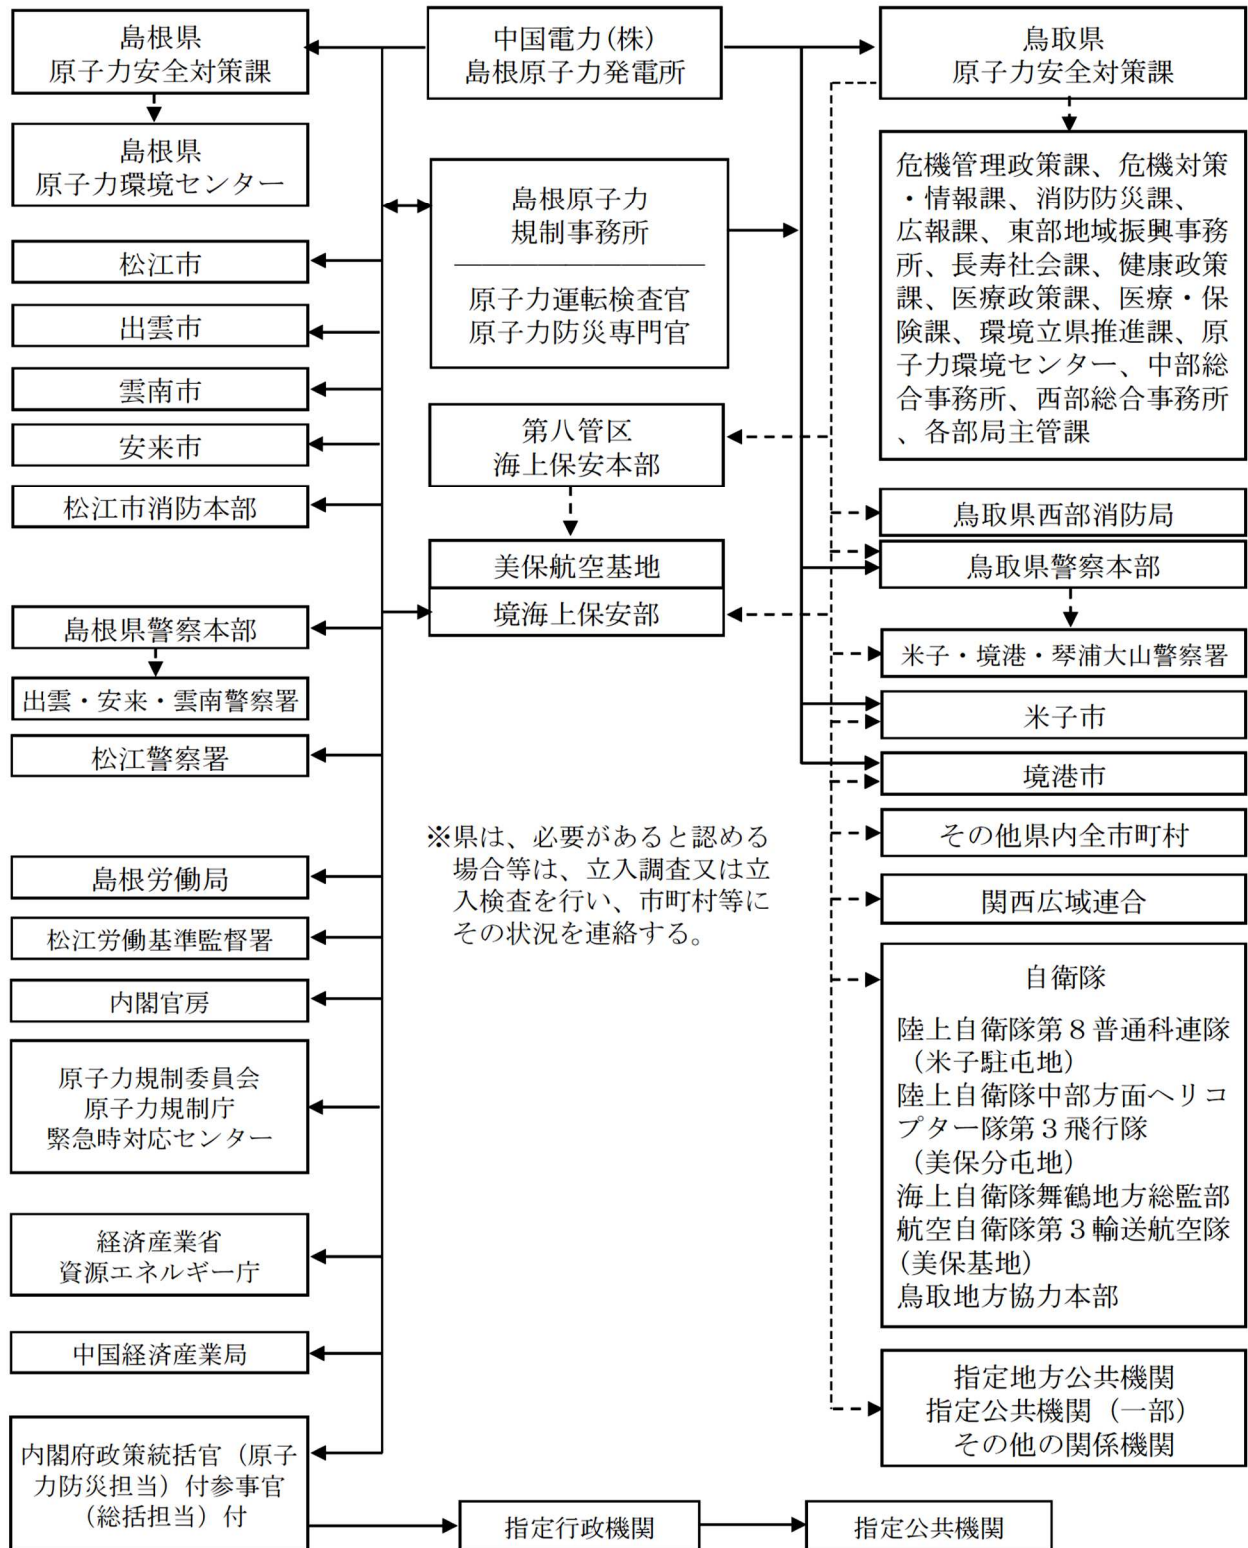 島根県
原子力安全対策課
島根県
原子力環境センター
松江市
出雲市
雲南市
安来市
松江市消防本部
島根県警察本部
出雲・安来・雲南警察署
松江警察署
島根労働局
松江労働基準監督署
内閣官房
原子力規制委員会
原子力規制庁
緊急時対応センター
経済産業省
資源エネルギー庁
中国経済産業局
内閣府政策統括官（原子
力防災担当）付参事官
（総括担当）付
中国電力(株)
島根原子力発電所
島根原子力
規制事務所
原子力運転検査官
原子力防災専門官
第八管区
海上保安本部
美保航空基地
境海上保安部
※県は、必要があると認める
場合等は、立入調査又は立
入検査を行い、市町村等に
その状況を連絡する。
指定行政機関
指定公共機関
鳥取県
原子力安全対策課
危機管理政策課、危機対策
・情報課、消防防災課、
広報課、東部地域振興事務
所、長寿社会課、健康政策
課、医療政策課、医療・保
険課、環境立県推進課、原
子力環境センター、中部総
合事務所、西部総合事務所
、各部局主管課
鳥取県西部消防局
鳥取県警察本部
米子・境港・琴浦大山警察署
米子市
境港市
その他県内全市町村
関西広域連合
自衛隊
陸上自衛隊第８普通科連隊
（米子駐屯地）
陸上自衛隊中部方面ヘリコ
プター隊第３飛行隊
（美保分屯地）
海上自衛隊舞鶴地方総監部
航空自衛隊第３輸送航空隊
（美保基地）
鳥取地方協力本部
指定地方公共機関
指定公共機関（一部）
その他の関係機関